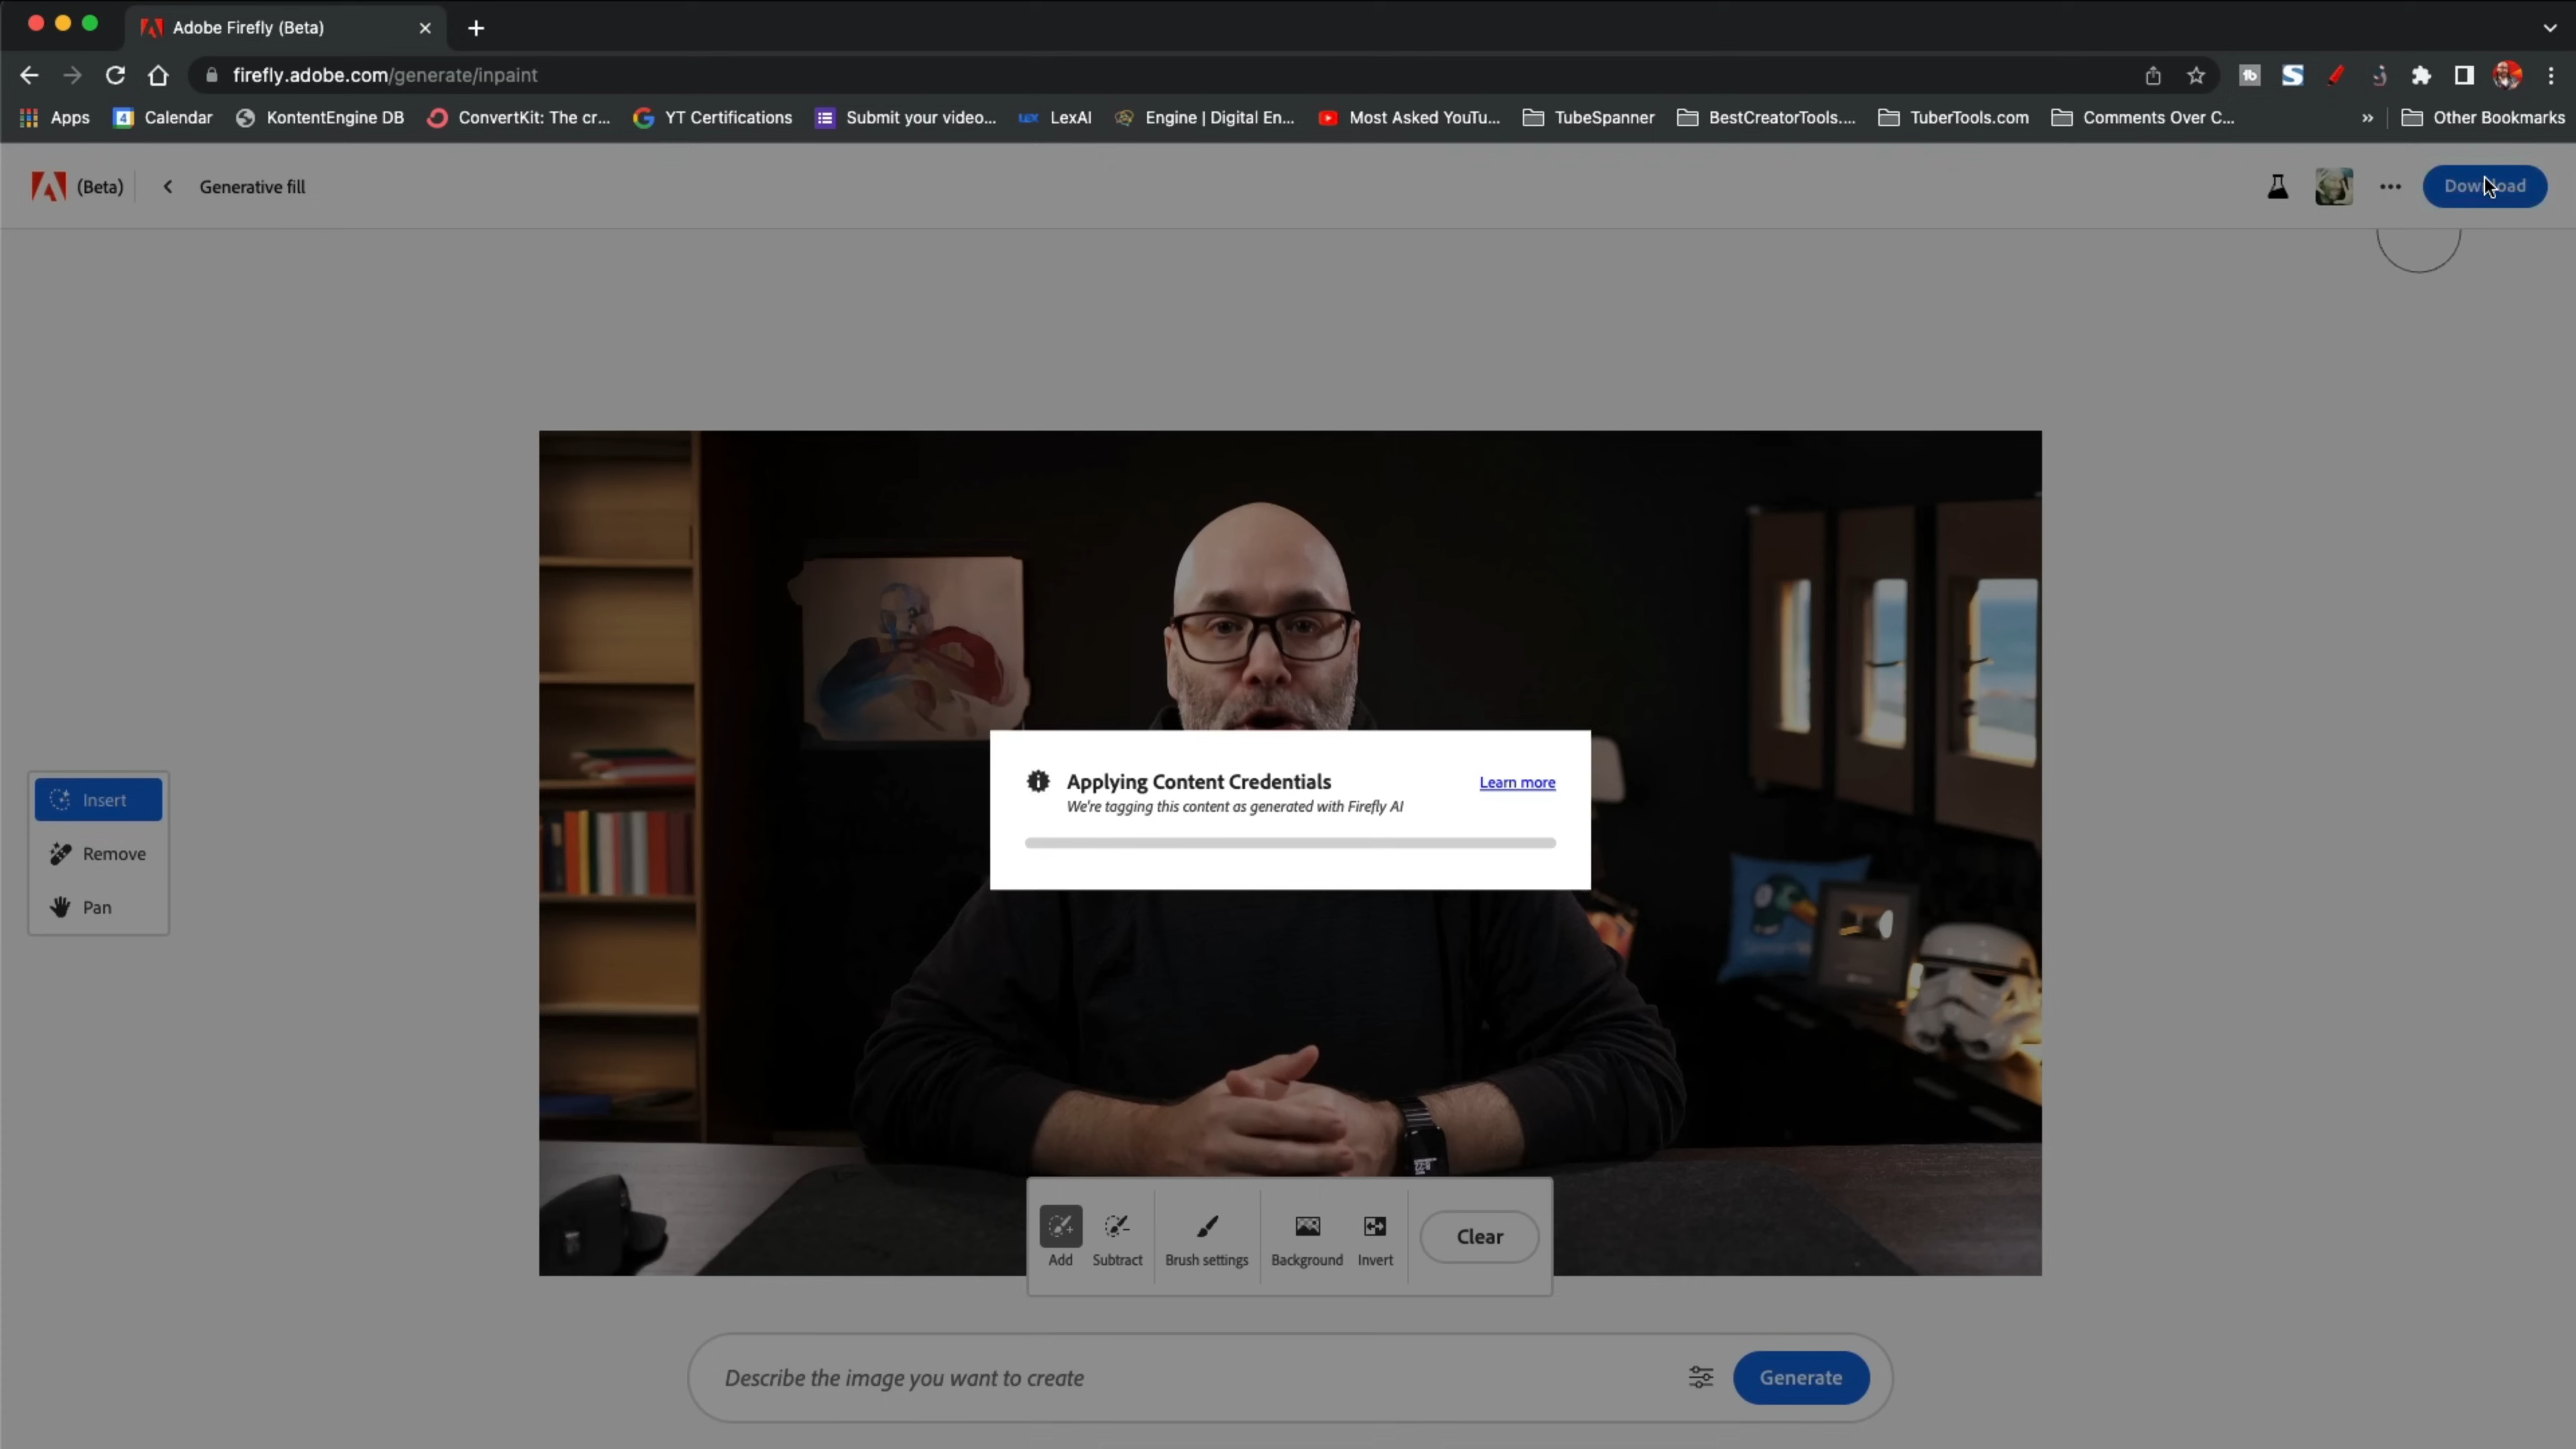 Adobe Firefly (Beta)
firefly.adobe.com/generate/inpaint
Apps
4
Calendar
KontentEngine DB
ConvertKit: The cr...
YT Certifications
Submit your video...
LEX
LexAI
Engine | Digital En...
Most Asked YouTu...
TubeSpanner
BestCreatorTools....
TuberTools.com
Comments Over C...
»
Other Bookmarks
(Beta)
Generative fill
Download
Applying Content Credentials
Learn more
We're tagging this content as generated with Firefly AI
Insert
Remove
Pan
Add
Subtract
Brush settings
Background
Invert
Clear
Describe the image you want to create
Generate